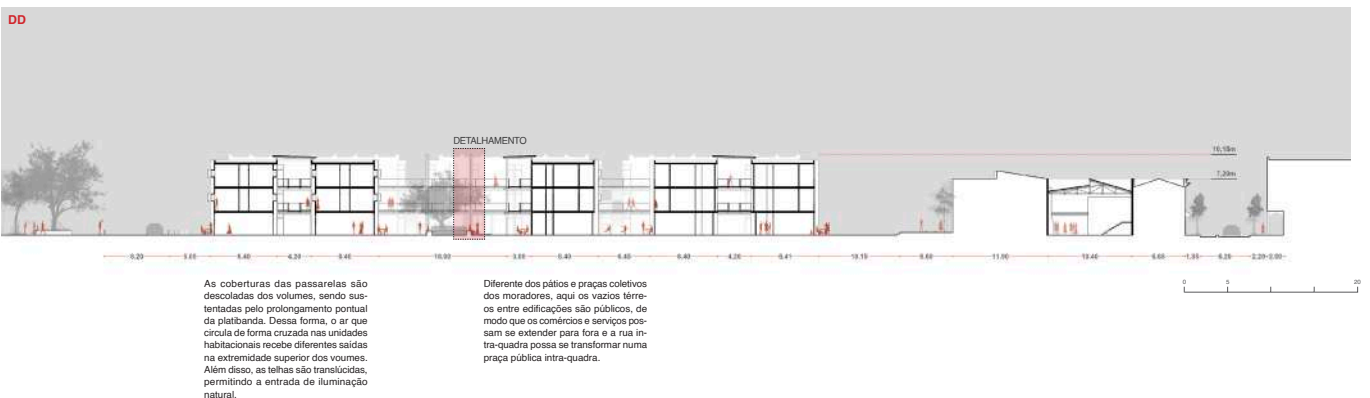 DD
DETALHAMENTO
10,18m
7,20m
0 5 20
As coberturas das passarelas são
descoladas dos volumes, sendo sus-
tentadas pelo prolongamento pontual
da platibanda. Dessa forma, o ar que
circula de forma cruzada nas unidades
habitacionais recebe diferentes saídas
na extremidade superior dos voumes.
Além disso, as telhas são translúcidas,
permitindo a entrada de iluminação
natural.
Diferente dos pátios e praças coletivos
dos moradores, aqui os vazios térre-
os entre edificações são públicos, de
modo que os comércios e serviços pos-
sam se extender para fora e a rua in-
tra-quadra possa se transformar numa
praça pública intra-quadra.